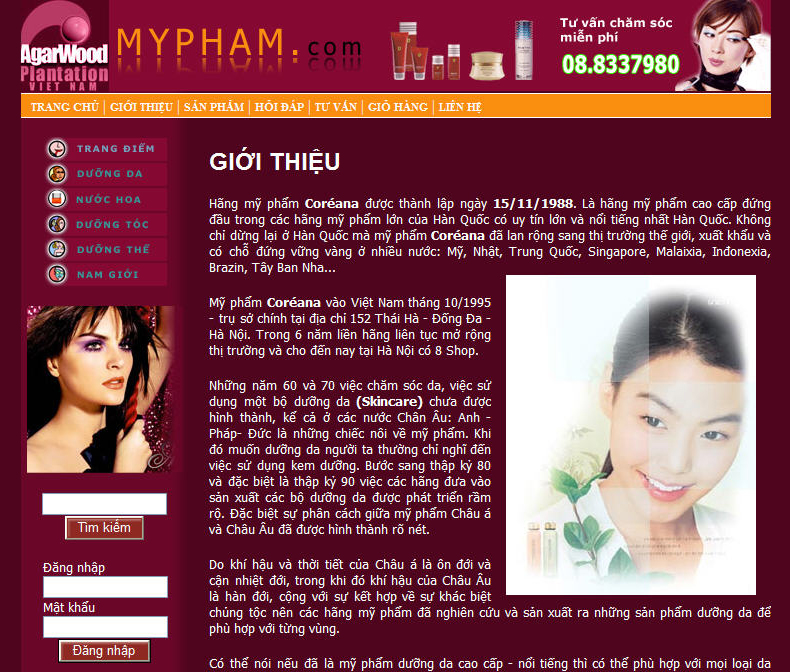 AgarWood
Plantation
VIET NAM
MYPHAM.com
Tư vấn chăm sóc
miễn phí
08.8337980
TRANG CHỦ | GIỚI THIỆU | SẢN PHẨM | HỎI ĐÁP | TƯ VẤN | GIỎ HÀNG | LIÊN HỆ
TRANG ĐIỂM
DƯỠNG DA
NƯỚC HOA
DƯỠNG TÓC
DƯỠNG THỂ
NAM GIỚI
Tìm kiếm
Đăng nhập
Mật khẩu
Đăng nhập
GIỚI THIỆU
Hãng mỹ phẩm Coréana được thành lập ngày 15/11/1988. Là hãng mỹ phẩm cao cấp đứng
đầu trong các hãng mỹ phẩm lớn của Hàn Quốc có uy tín lớn và nổi tiếng nhất Hàn Quốc. Không
chỉ dừng lại ở Hàn Quốc mà mỹ phẩm Coréana đã lan rộng sang thị trường thế giới, xuất khẩu và
có chỗ đứng vững vàng ở nhiều nước: Mỹ, Nhật, Trung Quốc, Singapore, Malaixia, Indonexia,
Brazin, Tây Ban Nha...
Mỹ phẩm Coréana vào Việt Nam tháng 10/1995
- trụ sở chính tại địa chỉ 152 Thái Hà - Đống Đa -
Hà Nội. Trong 6 năm liền hãng liên tục mở rộng
thị trường và cho đến nay tại Hà Nội có 8 Shop.
Những năm 60 và 70 việc chăm sóc da, việc sử
dụng một bộ dưỡng da (Skincare) chưa được
hình thành, kể cả ở các nước Chân Âu: Anh -
Pháp- Đức là những chiếc nôi về mỹ phẩm. Khi
đó muốn dưỡng da người ta thường chỉ nghĩ đến
việc sử dụng kem dưỡng. Bước sang thập kỷ 80
và đặc biệt là thập kỷ 90 việc các hãng đưa vào
sản xuất các bộ dưỡng da được phát triển rầm
rộ. Đặc biệt sự phân cách giữa mỹ phẩm Châu á
và Châu Âu đã được hình thành rõ nét.
Do khí hậu và thời tiết của Châu á là ôn đới và
cận nhiệt đới, trong khi đó khí hậu của Châu Âu
là hàn đới, cộng với sự kết hợp về sự khác biệt
chủng tộc nên các hãng mỹ phẩm đã nghiên cứu và sản xuất ra những sản phẩm dưỡng da để
phù hợp với từng vùng.
Có thể nói nếu đã là mỹ phẩm dưỡng da cao cấp - nổi tiếng thì có thể phù hợp với mọi loại da